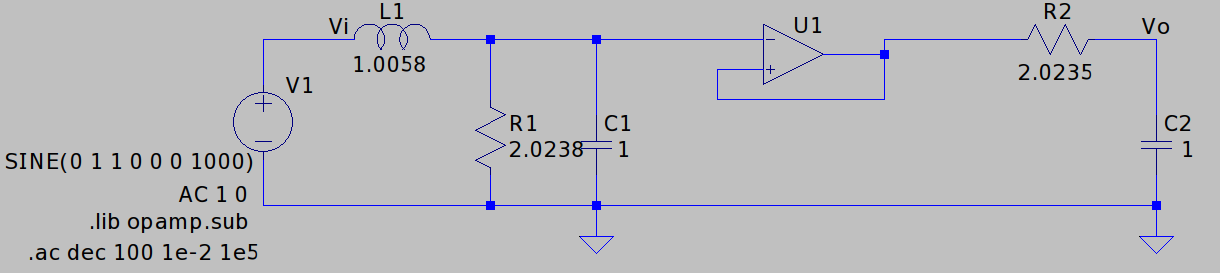 Vi
L1
1.0058
V1
SINE(0 1 1 0 0 0 1000)
AC 1 0
.lib opamp.sub
.ac dec 100 1e-2 1e5
R1
2.0238
C1
1
U1
R2
2.0235
Vo
C2
1